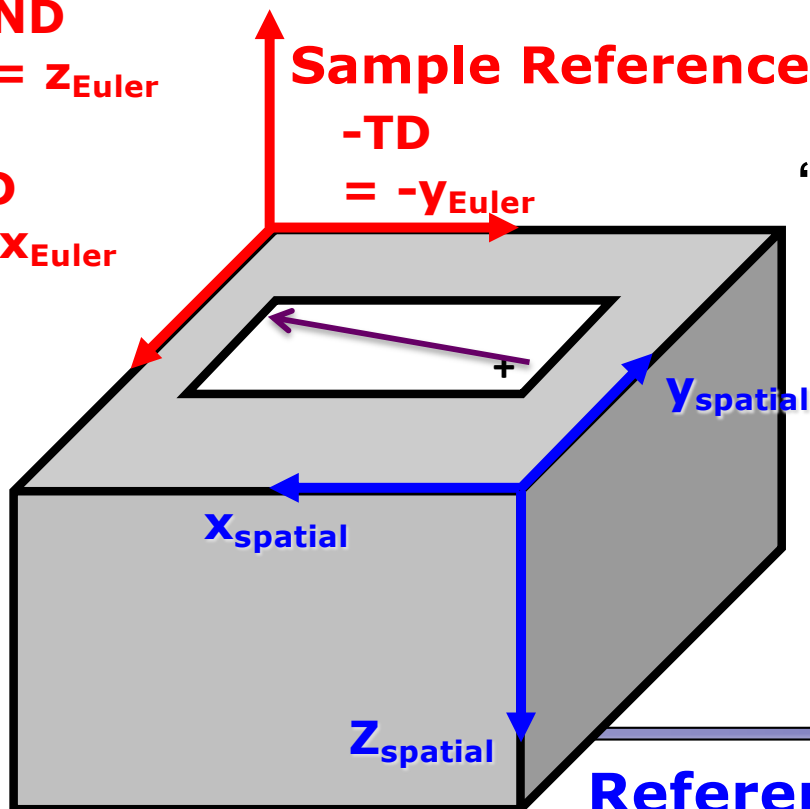 ND
= zEuler
Sample Reference
-TD
= -yEuler
D
xEuler
+
yspatial
xspatial
Zspatial
Referen